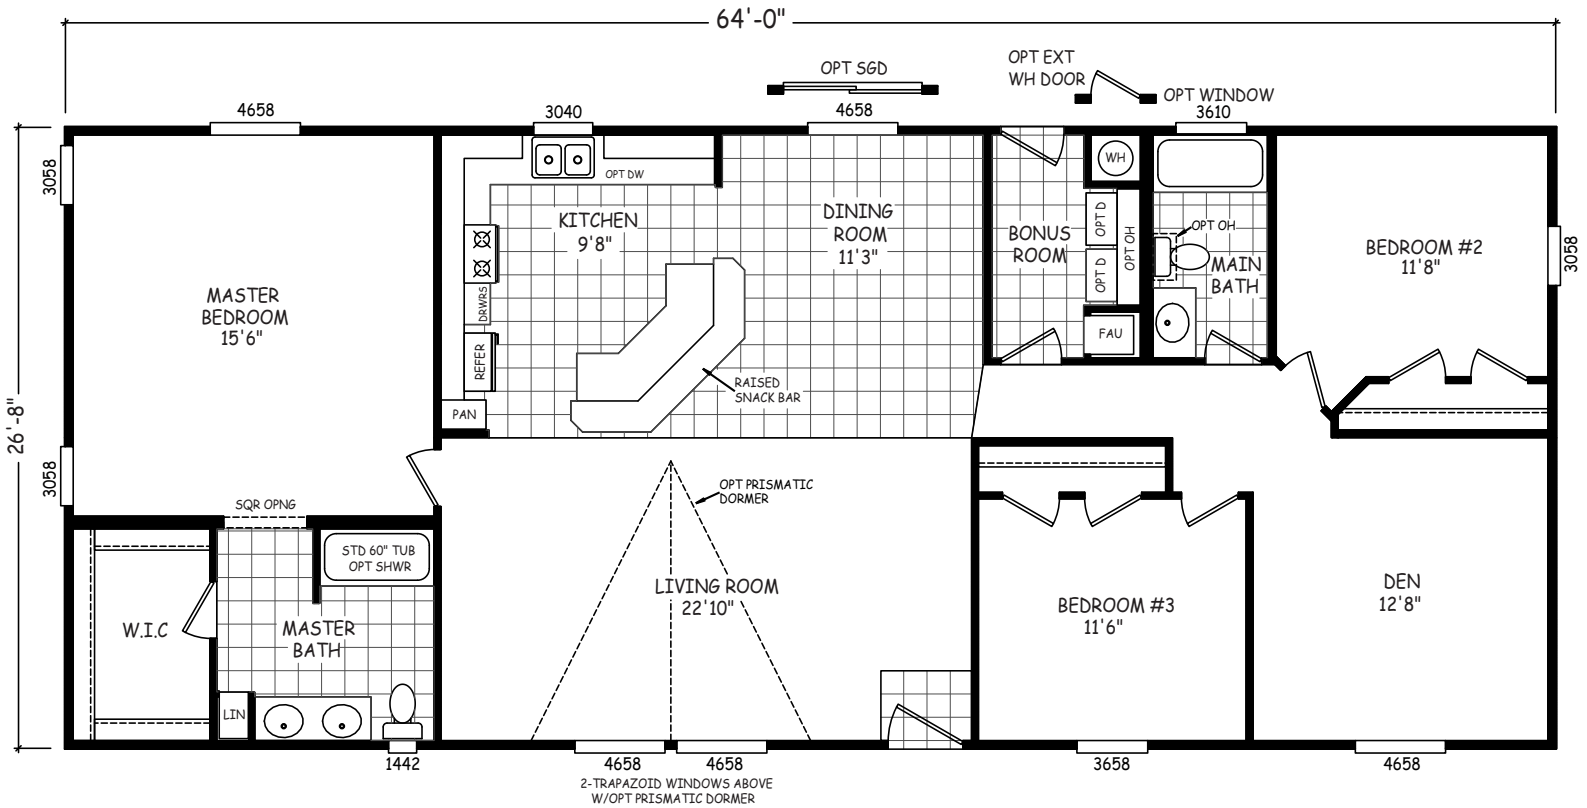 64'-0"
OPT SGD
OPT EXT
WH DOOR
OPT WINDOW
4658
3040
4658
3610
3058
WH
OPT DW
KITCHEN
9'8"
DINING
ROOM
11'3"
BONUS
ROOM
OPT D
OPT D
OPT OH
OPT OH
MAIN
BATH
BEDROOM #2
11'8"
3058
MASTER
BEDROOM
15'6"
DRWRS
REFER
PAN
FAU
RAISED
SNACK BAR
26'-8"
3058
SQR OPNG
OPT PRISMATIC
DORMER
STD 60" TUB
OPT SHWR
W.I.C
MASTER
BATH
LIN
LIVING ROOM
22'10"
BEDROOM #3
11'6"
DEN
12'8"
1442
4658
4658
3658
4658
2-TRAPAZOID WINDOWS ABOVE
W/OPT PRISMATIC DORMER